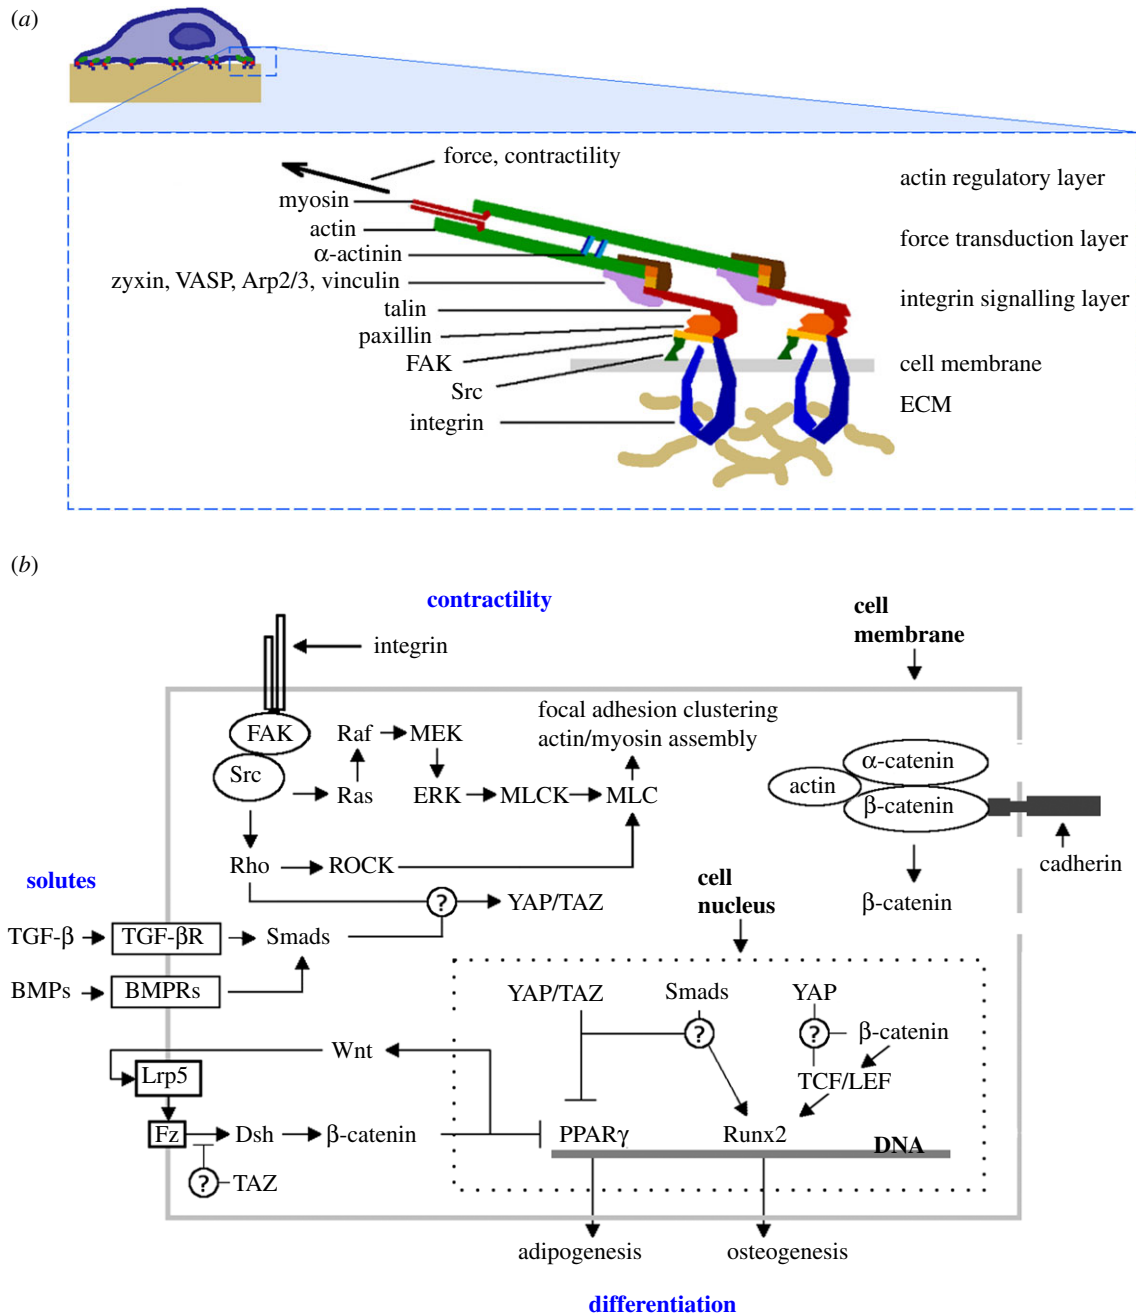 (a)
force, contractility
myosin
actin
α-actinin
zyxin, VASP, Arp2/3, vinculin
talin
paxillin
FAK
Src
integrin
actin regulatory layer
force transduction layer
integrin signalling layer
cell membrane
ECM
(b)
contractility
cell
membrane
integrin
focal adhesion clustering
actin/myosin assembly
FAK
Raf
MEK
Src
Ras
ERK
MLCK
MLC
α-catenin
actin
β-catenin
cadherin
β-catenin
Rho
ROCK
solutes
?
YAP/TAZ
cell
nucleus
TGF-β
TGF-βR
Smads
BMPs
BMPRs
YAP/TAZ
Smads
YAP
?
?
β-catenin
Wnt
Lrp5
TCF/LEF
Fz
Dsh
β-catenin
PPARγ
Runx2
DNA
?
TAZ
adipogenesis
osteogenesis
differentiation